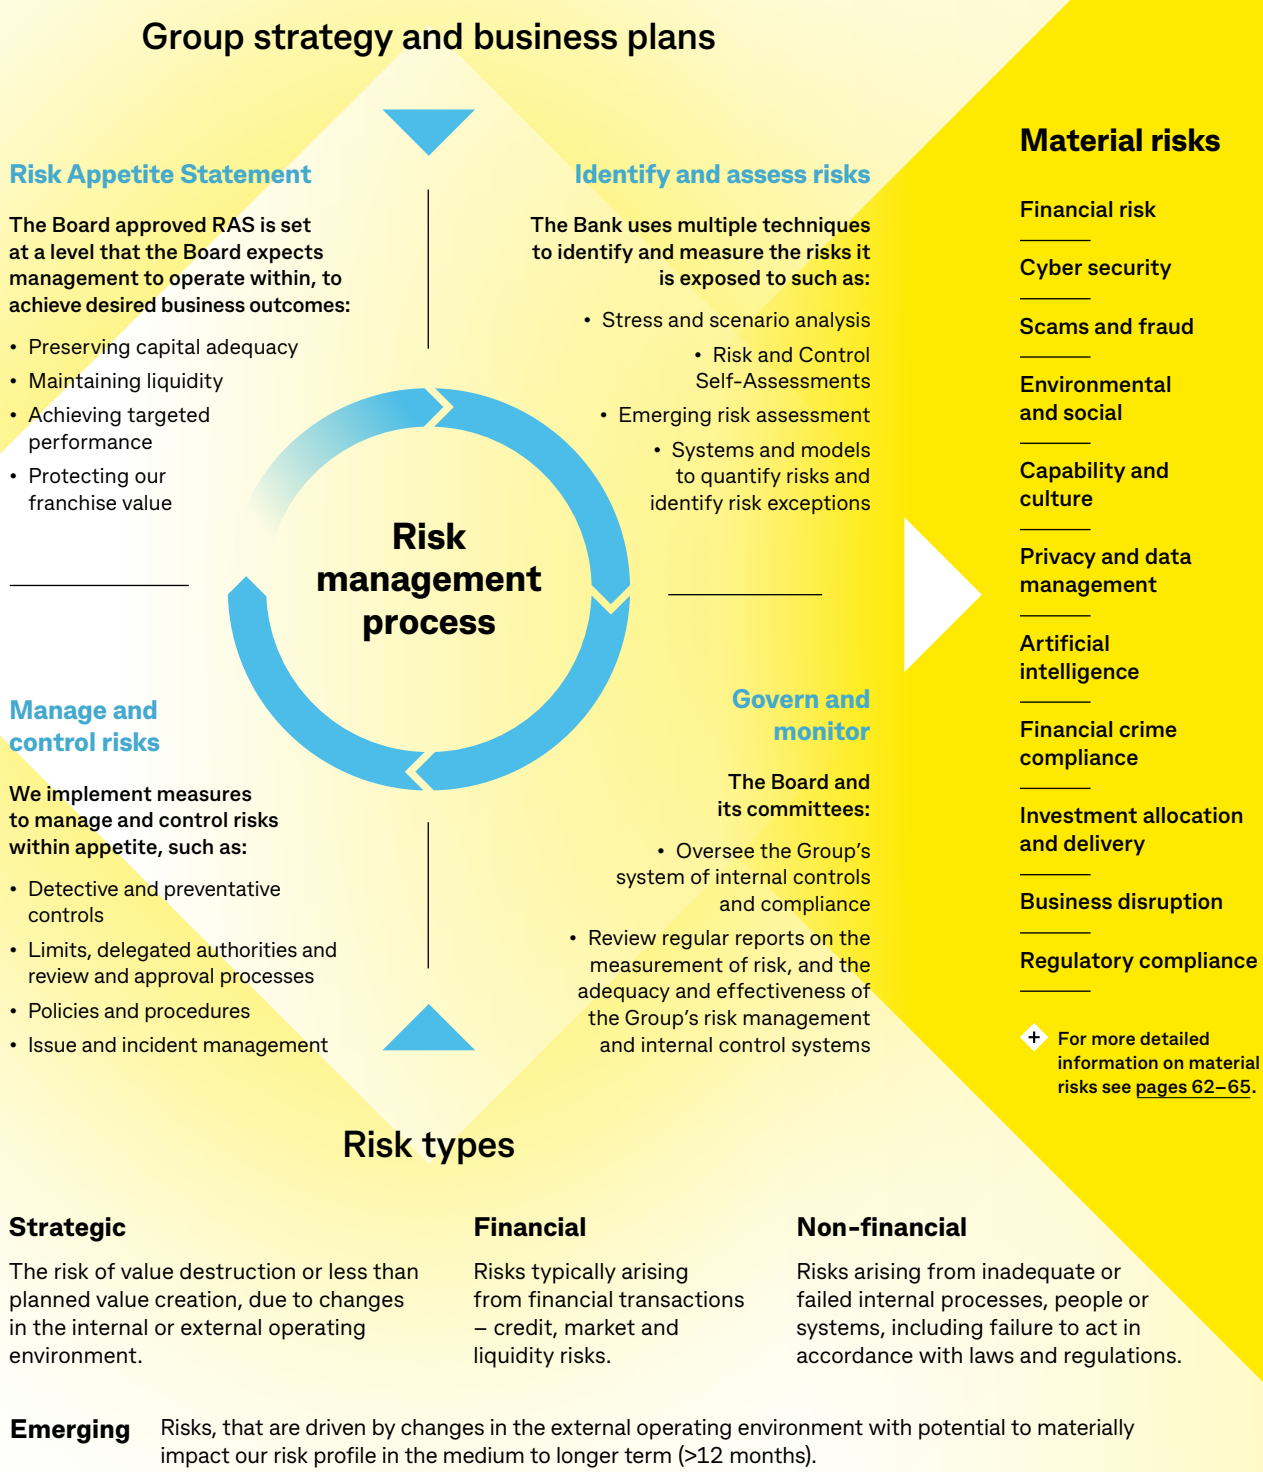 Group strategy and business plans
Risk Appetite Statement
The Board approved RAS is set
at a level that the Board expects
management to operate within, to
achieve desired business outcomes:
• Preserving capital adequacy
• Maintaining liquidity
• Achieving targeted
performance
• Protecting our
franchise value
Identify and assess risks
The Bank uses multiple techniques
to identify and measure the risks it
is exposed to such as:
• Stress and scenario analysis
• Risk and Control
Self-Assessments
• Emerging risk assessment
• Systems and models
to quantify risks and
identify risk exceptions
Risk
management
process
Manage and
control risks
We implement measures
to manage and control risks
within appetite, such as:
• Detective and preventative
controls
• Limits, delegated authorities and
review and approval processes
• Policies and procedures
• Issue and incident management
Govern and
monitor
The Board and
its committees:
• Oversee the Group’s
system of internal controls
and compliance
• Review regular reports on the
measurement of risk, and the
adequacy and effectiveness of
the Group’s risk management
and internal control systems
Material risks
Financial risk
Cyber security
Scams and fraud
Environmental
and social
Capability and
culture
Privacy and data
management
Artificial
intelligence
Financial crime
compliance
Investment allocation
and delivery
Business disruption
Regulatory compliance
+ For more detailed
information on material
risks see pages 62–65.
Risk types
Strategic
The risk of value destruction or less than
planned value creation, due to changes
in the internal or external operating
environment.
Financial
Risks typically arising
from financial transactions
– credit, market and
liquidity risks.
Non-financial
Risks arising from inadequate or
failed internal processes, people or
systems, including failure to act in
accordance with laws and regulations.
Emerging
Risks, that are driven by changes in the external operating environment with potential to materially
impact our risk profile in the medium to longer term (>12 months).